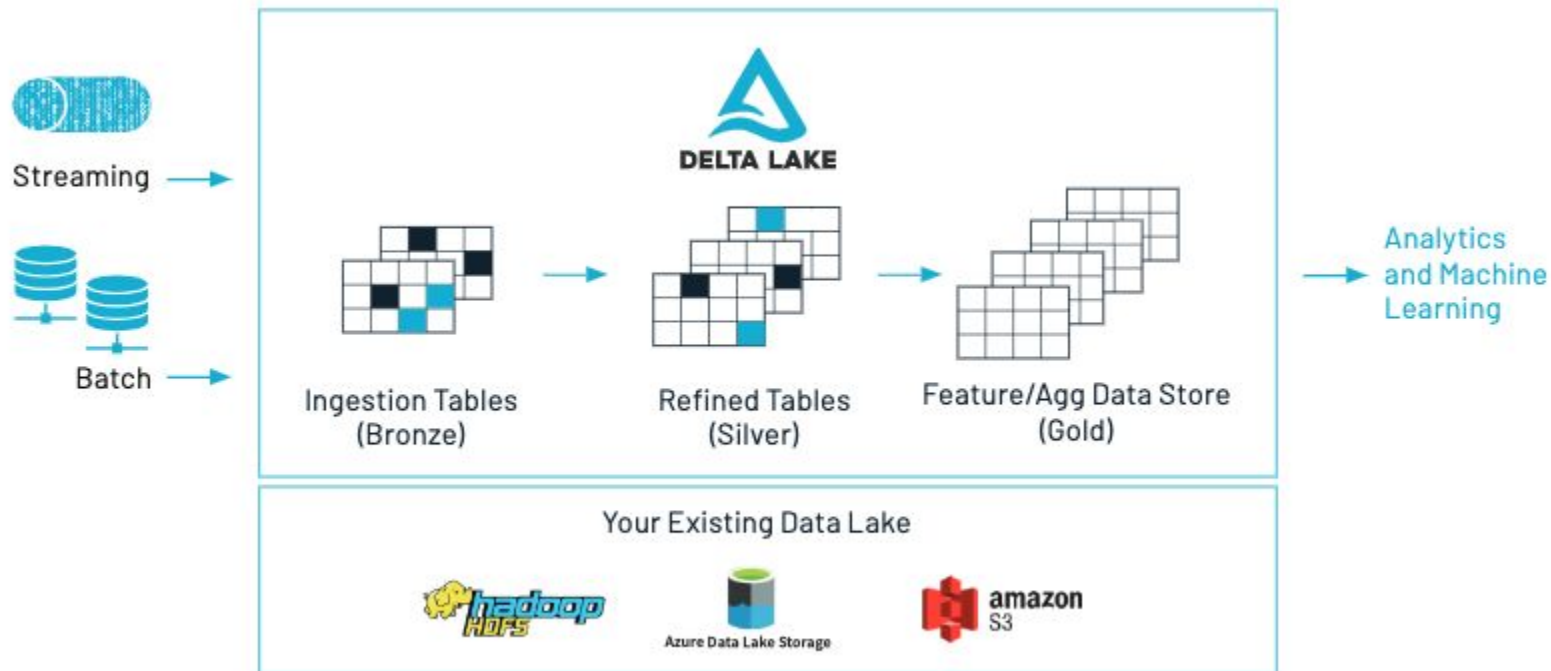 DELTA LAKE
Streaming
Batch
Ingestion Tables
(Bronze)
Refined Tables
(Silver)
Feature/Agg Data Store
(Gold)
Analytics
and Machine
Learning
Your Existing Data Lake
hadoop
HDFS
Azure Data Lake Storage
amazon
S3